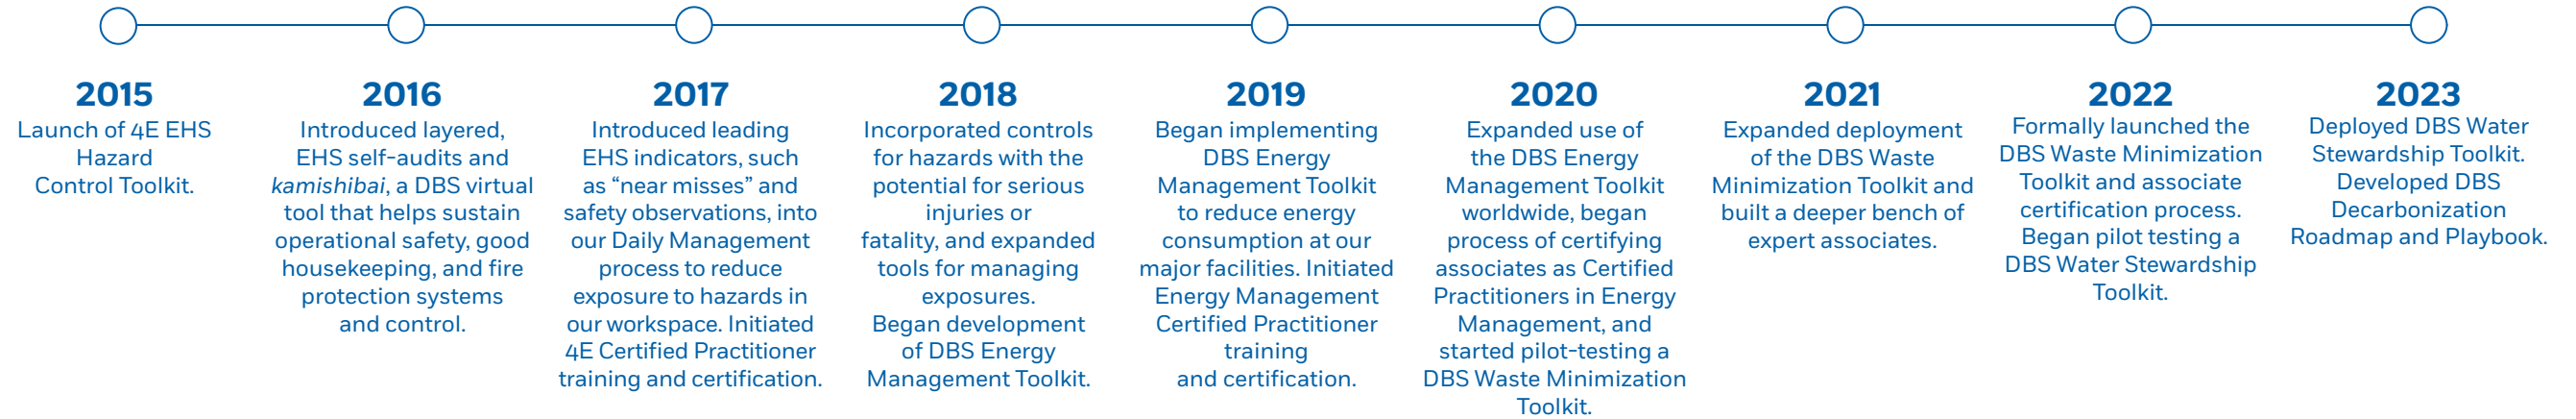 2015
Launch of 4E EHS
Hazard
Control Toolkit.
2016
Introduced layered,
EHS self-audits and
kamishibai, a DBS virtual
tool that helps sustain
operational safety, good
housekeeping, and fire
protection systems
and control.
2017
Introduced leading
EHS indicators, such
as “near misses” and
safety observations, into
our Daily Management
process to reduce
exposure to hazards in
our workspace. Initiated
4E Certified Practitioner
training and certification.
2018
Incorporated controls
for hazards with the
potential for serious
injuries or
fatality, and expanded
tools for managing
exposures.
Began development
of DBS Energy
Management Toolkit.
2019
Began implementing
DBS Energy
Management Toolkit
to reduce energy
consumption at our
major facilities. Initiated
Energy Management
Certified Practitioner
training
and certification.
2020
Expanded use of
the DBS Energy
Management Toolkit
worldwide, began
process of certifying
associates as Certified
Practitioners in Energy
Management, and
started pilot-testing a
DBS Waste Minimization
Toolkit.
2021
Expanded deployment
of the DBS Waste
Minimization Toolkit and
built a deeper bench of
expert associates.
2022
Formally launched the
DBS Waste Minimization
Toolkit and associate
certification process.
Began pilot testing a
DBS Water Stewardship
Toolkit.
2023
Deployed DBS Water
Stewardship Toolkit.
Developed DBS
Decarbonization
Roadmap and Playbook.